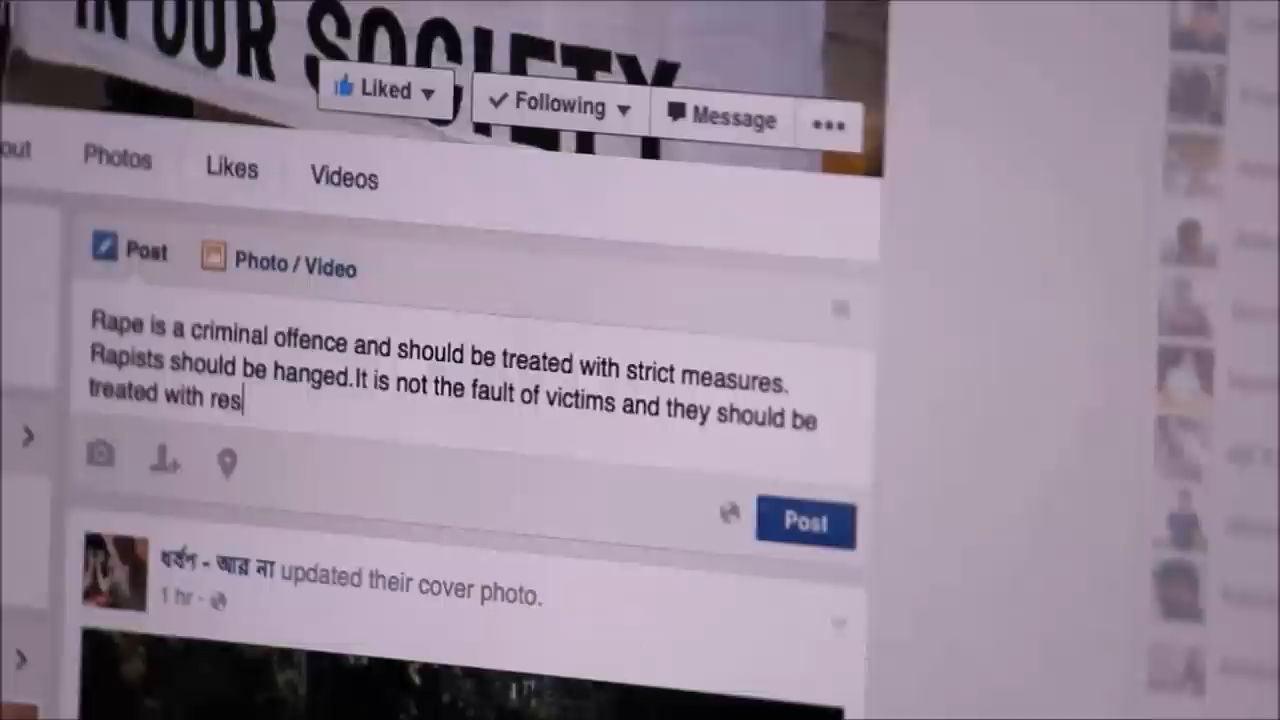 IN OUR SOCIETY
Liked
Following
Message
out Photos Likes Videos
Post Photo / Video
Rape is a criminal offence and should be treated with strict measures.
Rapists should be hanged.It is not the fault of victims and they should be
treated with res
Post
ধর্ষণ - আর না updated their cover photo.
1 hr